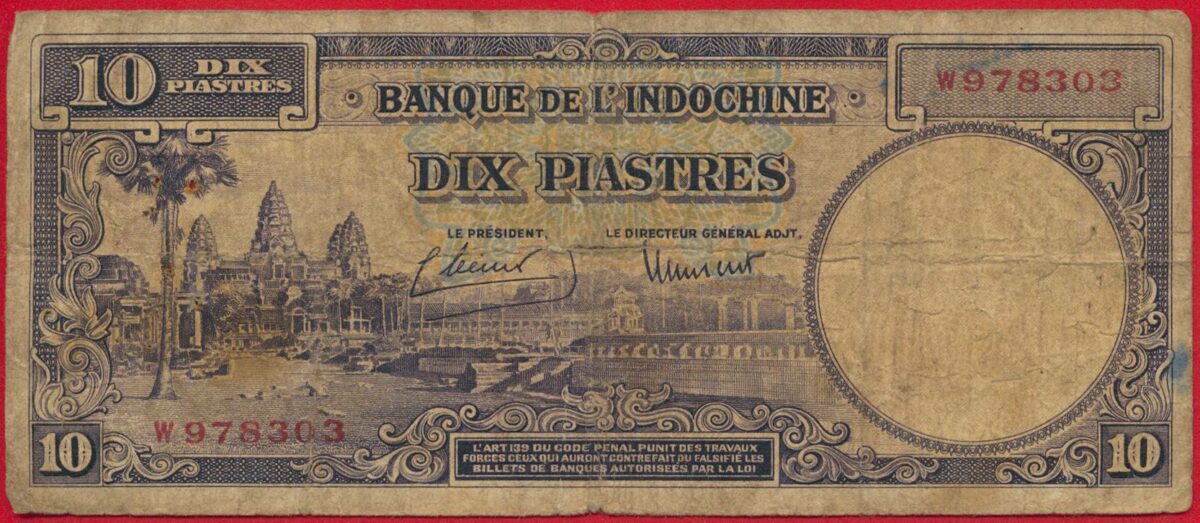 10 DIX
PIASTRES
W978303
BANQUE DE L'INDOCHINE
DIX PIASTRES
LE PRÉSIDENT,
LE DIRECTEUR GÉNÉRAL ADJT.
W978303
10
L'ART 139 DU CODE PENAL PUNIT DES TRAVAUX
FORCES CEUX QUI AURONT CONTREFAIT OU FALSIFIÉ LES
BILLETS DE BANQUES AUTORISEES PAR LA LOI
10